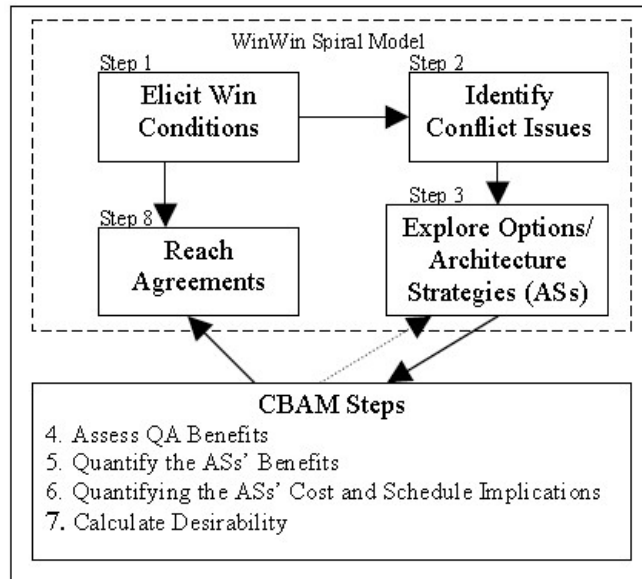 WinWin Spiral Model
Step 1
Elicit Win
Conditions
Step 2
Identify
Conflict Issues
Step 3
Explore Options/
Architecture
Strategies (ASs)
Step 8
Reach
Agreements
CBAM Steps
4. Assess QA Benefits
5. Quantify the ASs’ Benefits
6. Quantifying the ASs’ Cost and Schedule Implications
7. Calculate Desirability